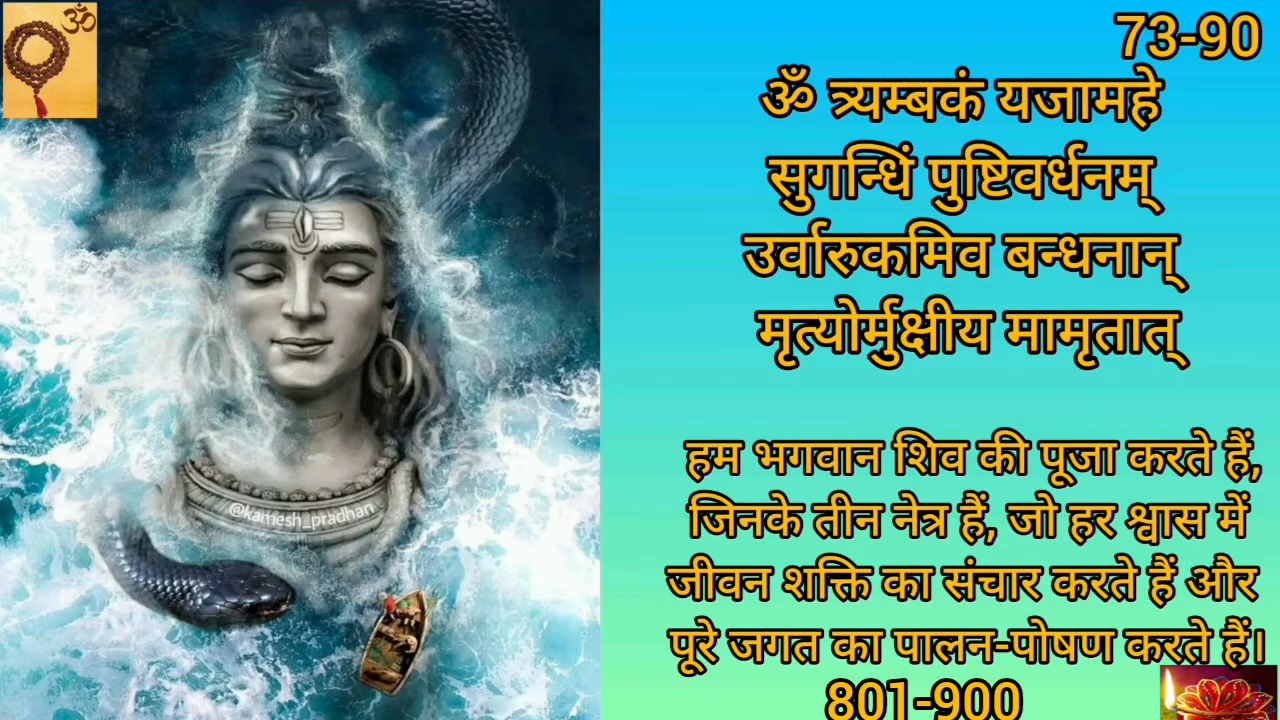 ॐ
73-90
ॐ त्र्यम्बकं यजामहे
सुगन्धिं पुष्टिवर्धनम्
उर्वारुकमिव बन्धनान्
मृत्योर्मुक्षीय मामृतात्
हम भगवान शिव की पूजा करते हैं,
जिनके तीन नेत्र हैं, जो हर श्वास में
जीवन शक्ति का संचार करते हैं और
पूरे जगत का पालन-पोषण करते हैं।
801-900
@kamesh_pradhan